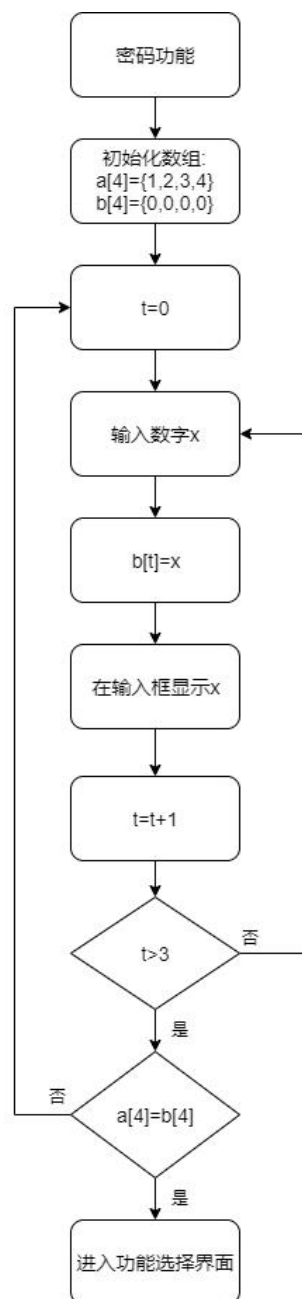 密码功能
初始化数组:
a[4]={1,2,3,4}
b[4]={0,0,0,0}
t=0
输入数字x
b[t]=x
在输入框显示x
t=t+1
t>3
否
是
a[4]=b[4]
否
是
进入功能选择界面